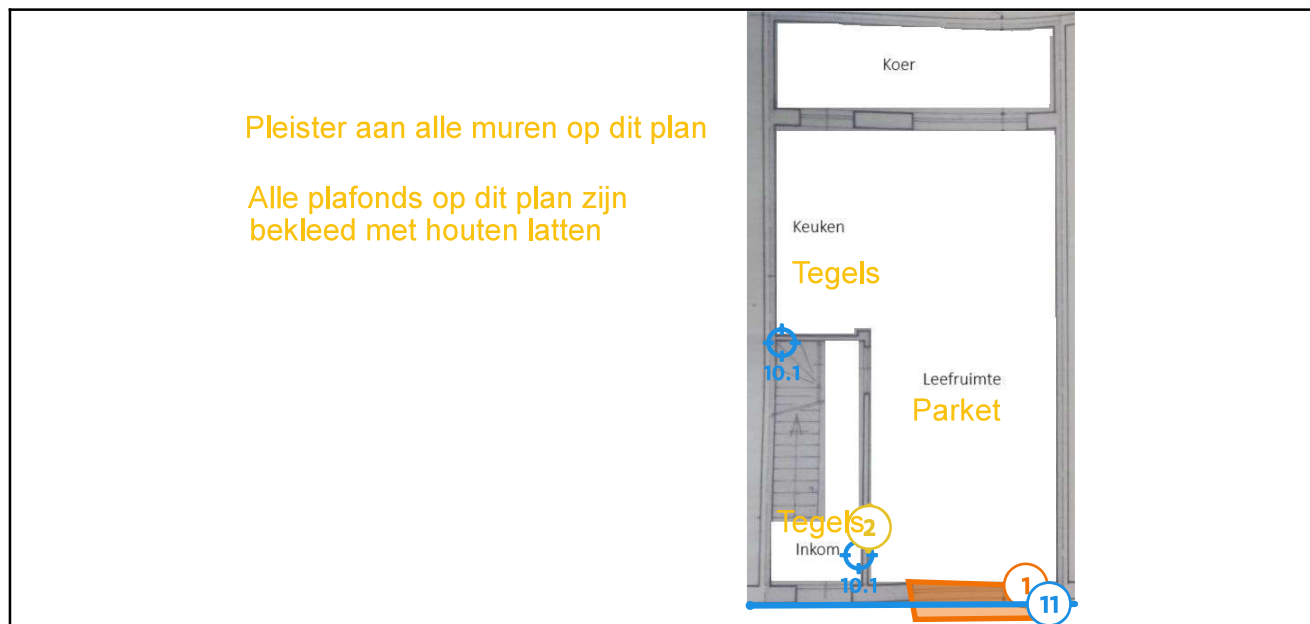 Koer
Pleister aan alle muren op dit plan
Alle plafonds op dit plan zijn
bekleed met houten latten
Keuken
Tegels
10.1
Leefruimte
Parket
Tegels
2
Inkom
10.1
1
11